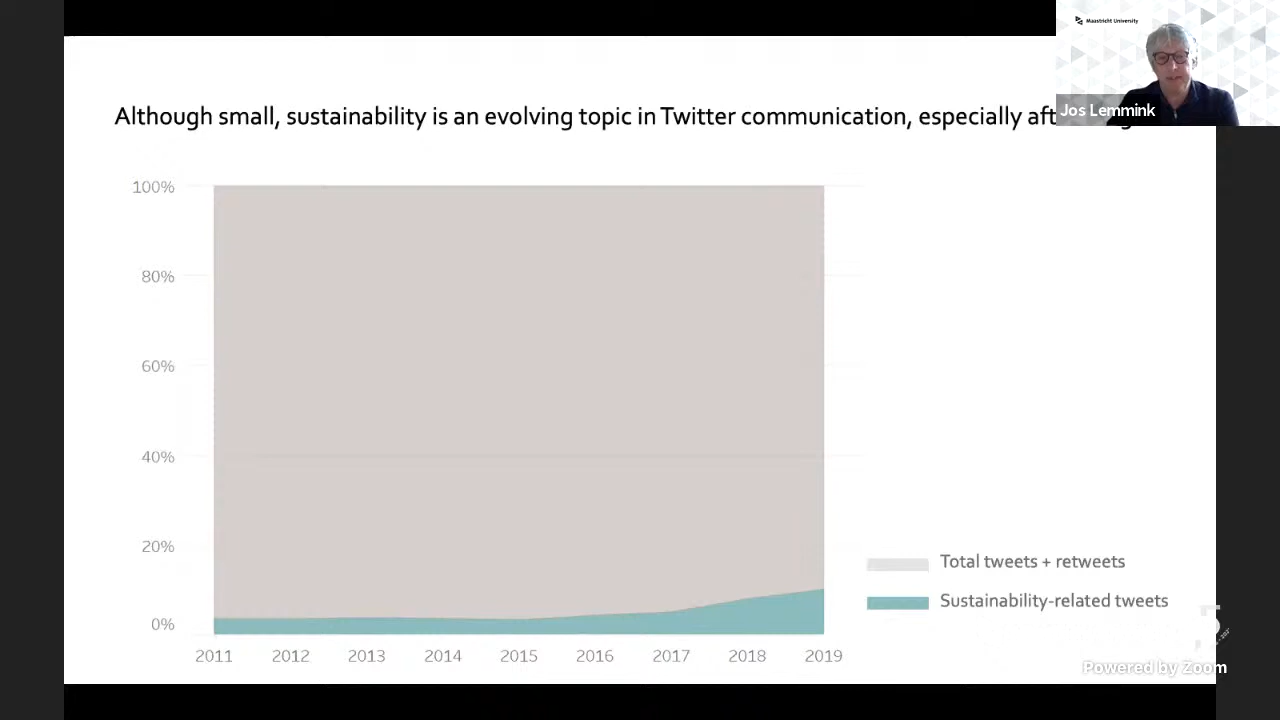 Maastricht University
Jos Lemmink
Although small, sustainability is an evolving topic in Twitter communication, especially
100%
80%
60%
40%
20%
0%
2011 2012 2013 2014 2015 2016 2017 2018 2019
Total tweets + retweets
Sustainability-related tweets
Powered by Zoom